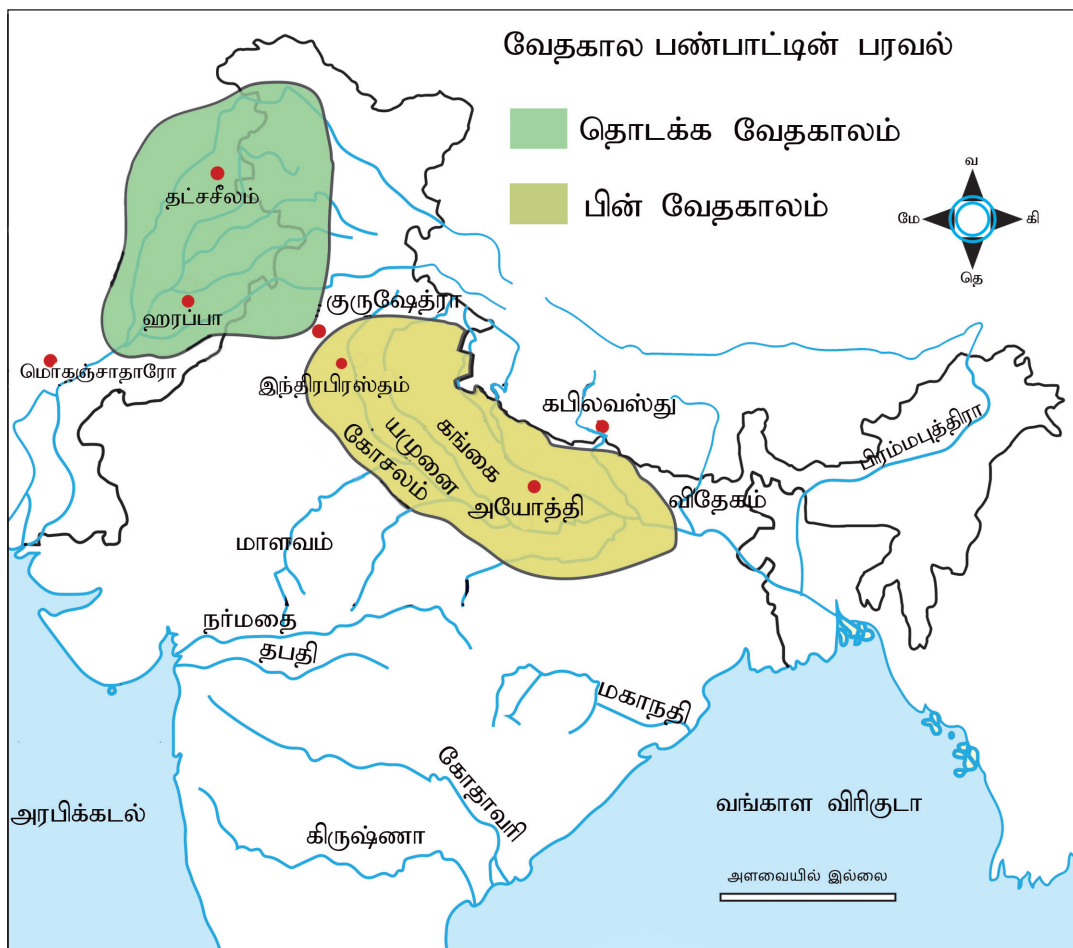 வேதகால பண்பாட்டின் பரவல்
தொடக்க வேதகாலம்
பின் வேதகாலம்
வ
மே
கி
தெ
தட்சசீலம்
ஹரப்பா
குருஷேத்ரா
மொகஞ்சாதாரோ
இந்திரபிரஸ்தம்
கபிலவஸ்து
பிரம்மபுத்திரா
கங்கை
யமுனை
கோசலம்
அயோத்தி
விதேகம்
மாளவம்
நர்மதை
தபதி
மகாநதி
கோதாவரி
கிருஷ்ணா
அரபிக்கடல்
வங்காள விரிகுடா
அளவையில் இல்லை